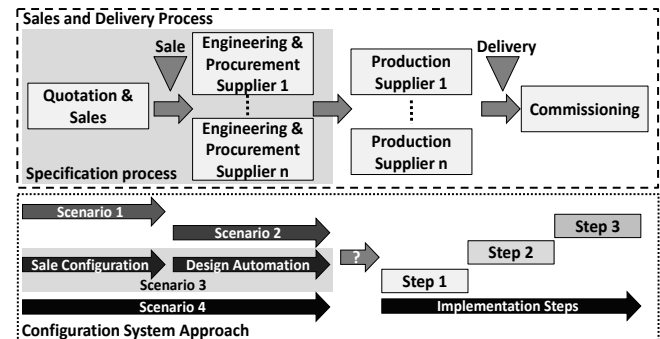 Sales and Delivery Process
Sale
Engineering &
Procurement
Supplier 1
Delivery
Production
Supplier 1
Quotation &
Sales
Commissioning
Engineering &
Procurement
Supplier n
Production
Supplier n
Specification process
Scenario 1
Scenario 2
Step 3
Sale Configuration
Design Automation
?
Step 2
Scenario 3
Step 1
Scenario 4
Implementation Steps
Configuration System Approach